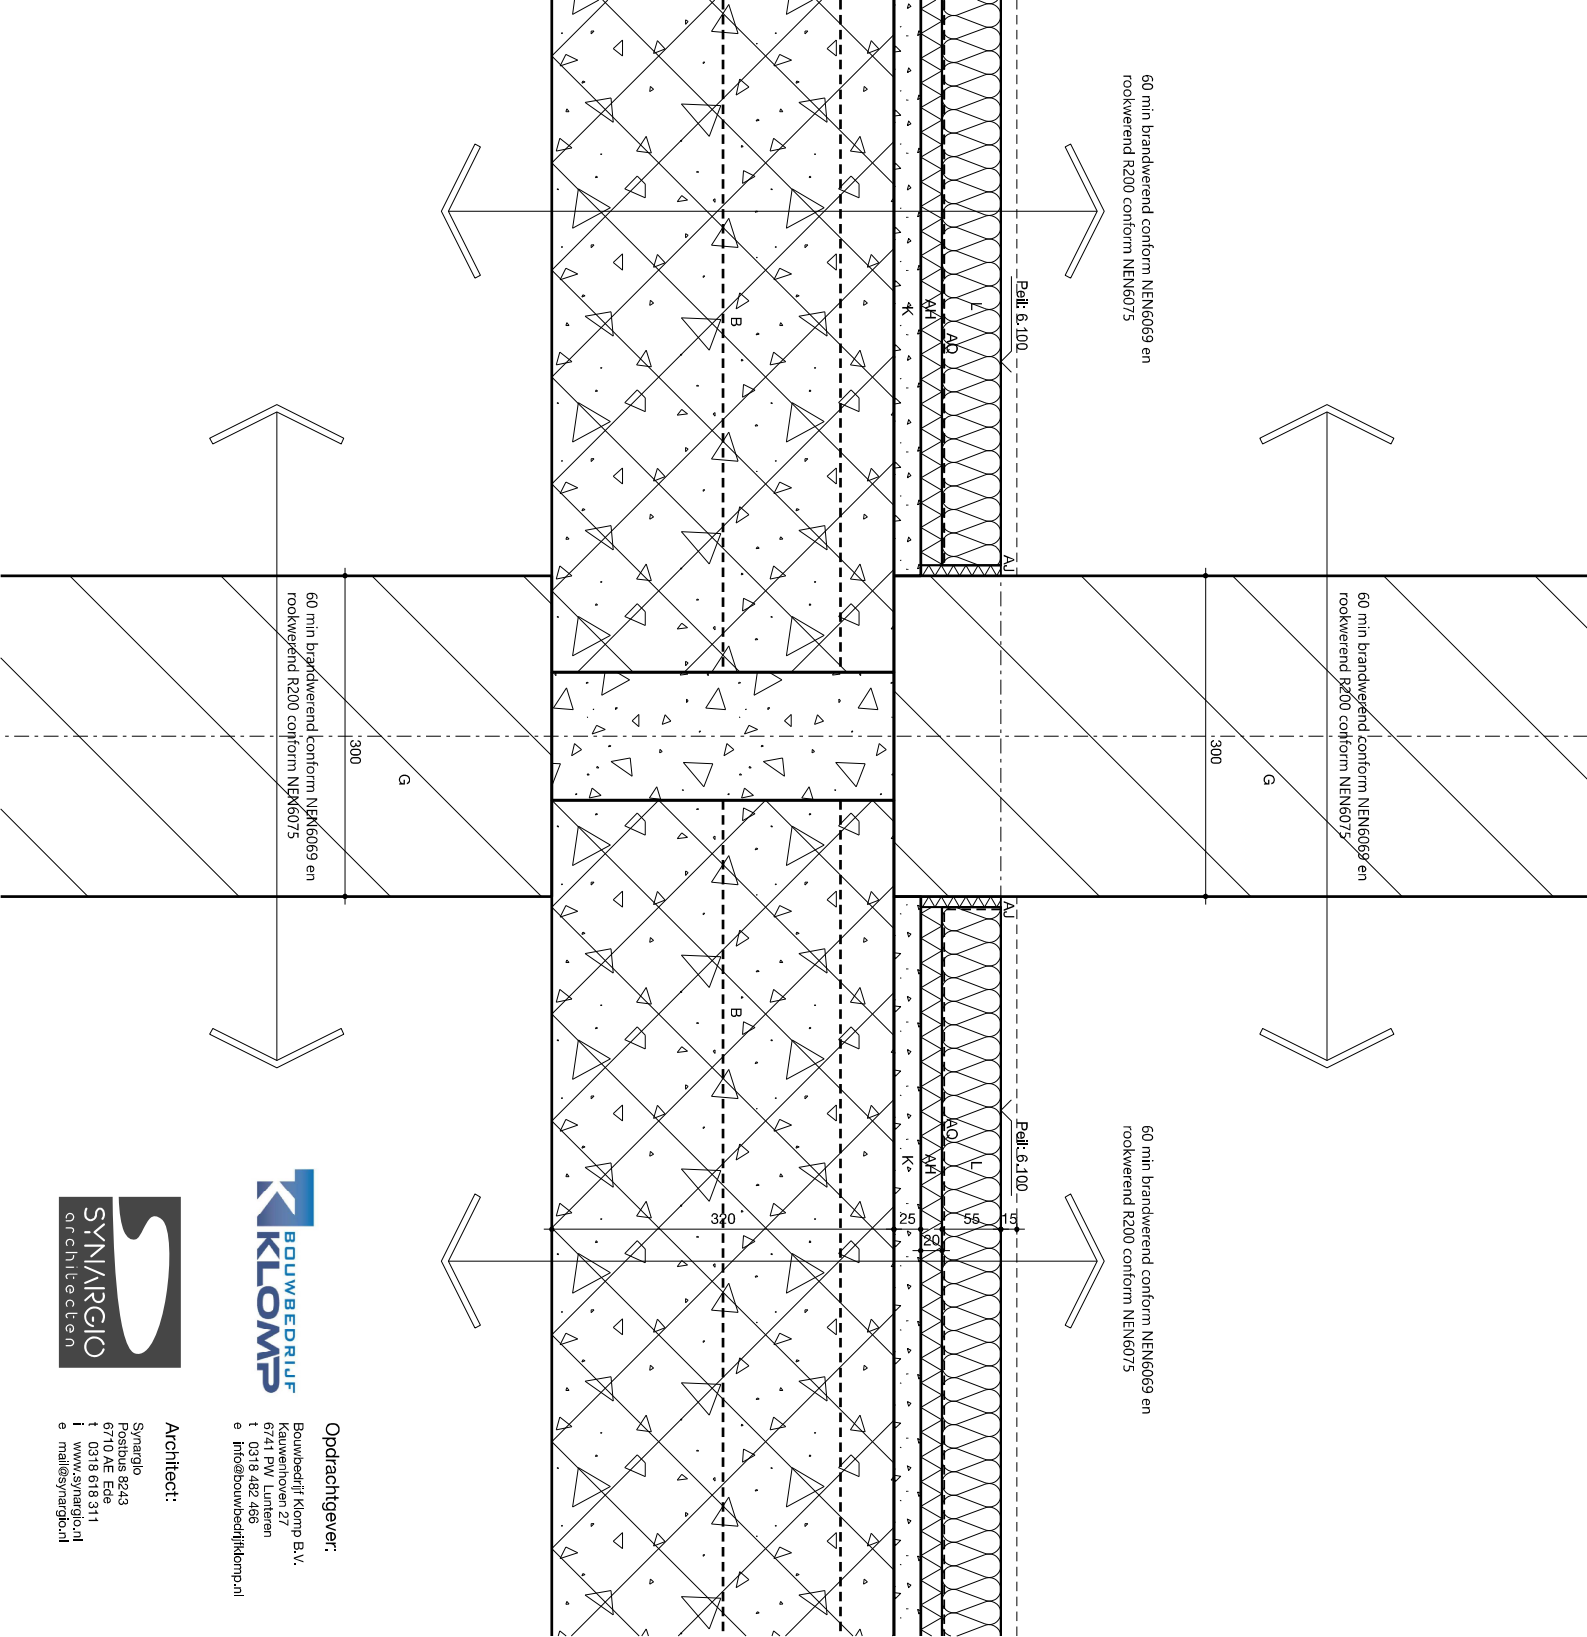 60 min brandwerend conform NEN6069 en
rookwerend R200 conform NEN6075
60 min brandwerend conform NEN6069 en
rookwerend R200 conform NEN6075
60 min brandwerend conform NEN6069 en
rookwerend R200 conform NEN6075
G
300
Peil: 6.100
AJ
AJ
Peil: 6.100
15
L
AQ
AH
K
AQ
L
AH
K
55
20
25
B
B
320
G
300
60 min brandwerend conform NEN6069 en
rookwerend R200 conform NEN6075
Opdrachtgever:
BOUWBEDRIJF
KLOMP
Bouwbedrijf Klomp B.V.
Kauwenhoven 27
6741 PW Lunteren
t 0318 482 466
e info@bouwbedrijfklomp.nl
Architect:
SYNARGIO
architecten
Synargio
Postbus 8243
6710 AE Ede
t 0318 618 311
i www.synargio.nl
e mail@synargio.nl